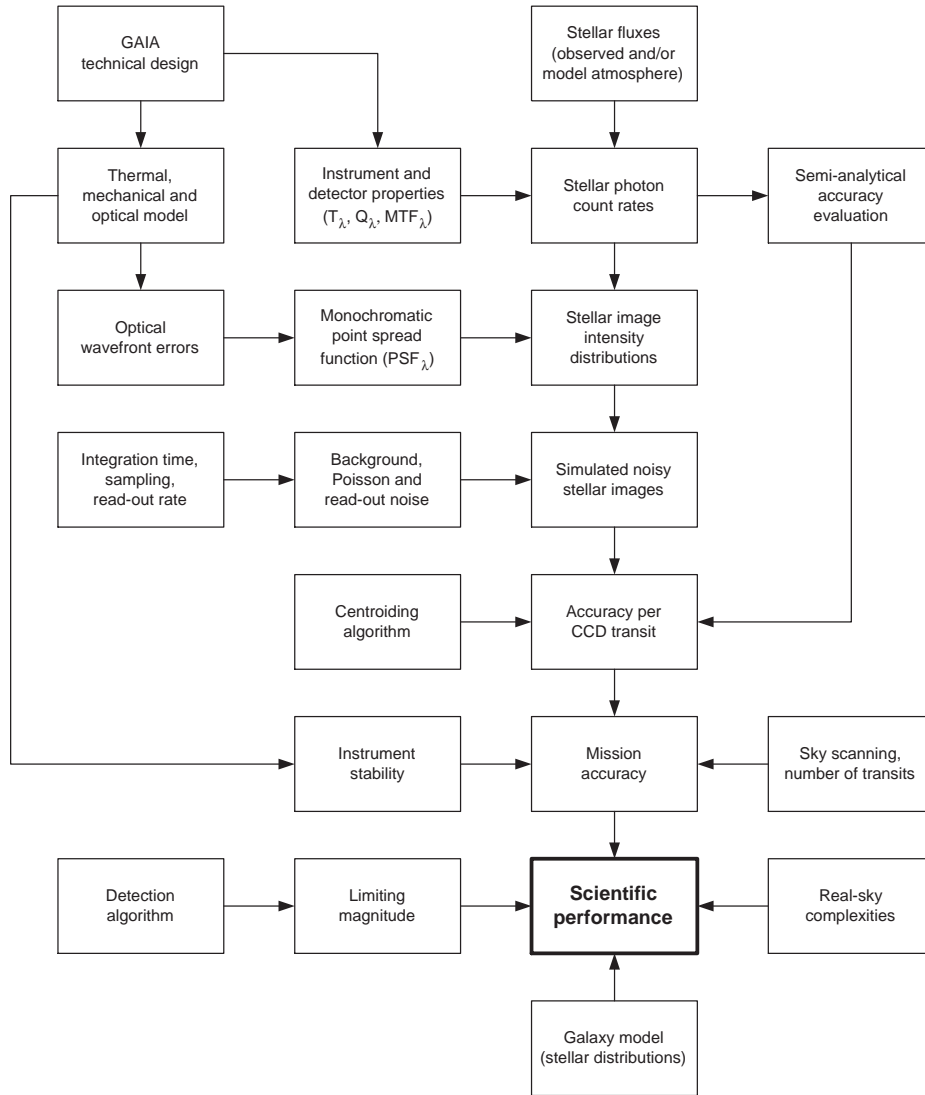 GAIA
technical design
Stellar fluxes
(observed and/or
model atmosphere)
Thermal,
mechanical and
optical model
Instrument and
detector properties
(T_λ, Q_λ, MTF_λ)
Stellar photon
count rates
Semi-analytical
accuracy
evaluation
Optical
wavefront errors
Monochromatic
point spread
function (PSF_λ)
Stellar image
intensity
distributions
Integration time,
sampling,
read-out rate
Background,
Poisson and
read-out noise
Simulated noisy
stellar images
Centroiding
algorithm
Accuracy per
CCD transit
Instrument
stability
Mission
accuracy
Sky scanning,
number of transits
Detection
algorithm
Limiting
magnitude
Scientific
performance
Real-sky
complexities
Galaxy model
(stellar distributions)